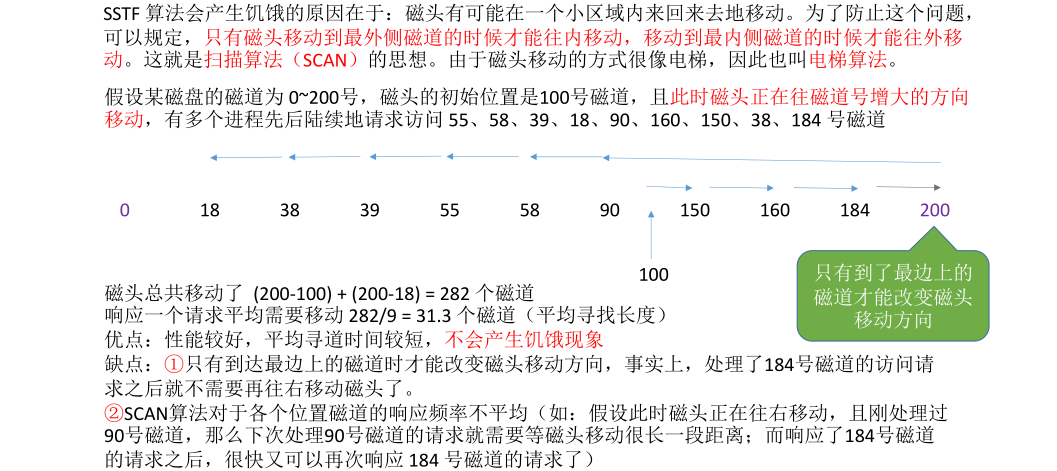 SSTF 算法会产生饥饿的原因在于：磁头有可能在一个小区域内来回来去地移动。为了防止这个问题，
可以规定，只有磁头移动到最外侧磁道的时候才能往内移动，移动到最内侧磁道的时候才能往外移
动。这就是扫描算法（SCAN）的思想。由于磁头移动的方式很像电梯，因此也叫电梯算法。
假设某磁盘的磁道为 0~200号，磁头的初始位置是100号磁道，且此时磁头正在往磁道号增大的方向
移动，有多个进程先后陆续地请求访问 55、58、39、18、90、160、150、38、184 号磁道
0 18 38 39 55 58 90 150 160 184 200
100
只有到了最边上的
磁道才能改变磁头
移动方向
磁头总共移动了 (200-100) + (200-18) = 282 个磁道
响应一个请求平均需要移动 282/9 = 31.3 个磁道（平均寻找长度）
优点：性能较好，平均寻道时间较短，不会产生饥饿现象
缺点：①只有到达最边上的磁道时才能改变磁头移动方向，事实上，处理了184号磁道的访问请
求之后就不需要再往右移动磁头了。
②SCAN算法对于各个位置磁道的响应频率不平均（如：假设此时磁头正在往右移动，且刚处理过
90号磁道，那么下次处理90号磁道的请求就需要等磁头移动很长一段距离；而响应了184号磁道
的请求之后，很快又可以再次响应 184 号磁道的请求了）